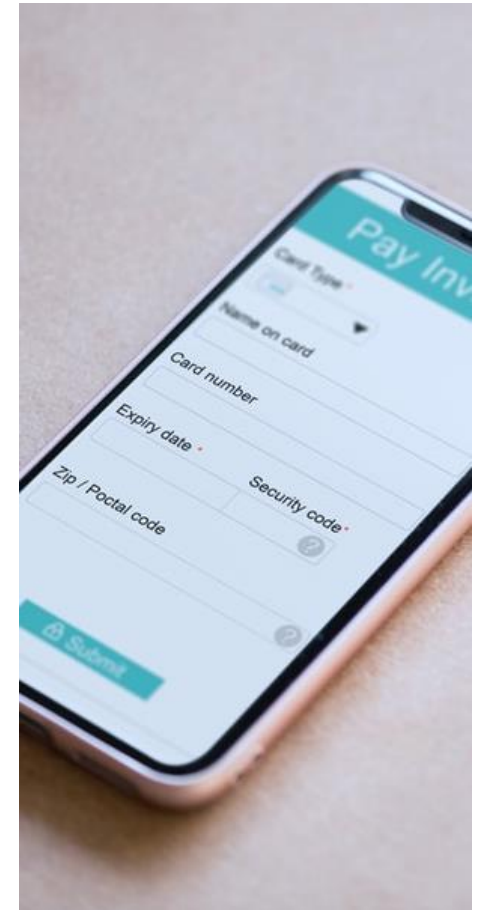 Pay Inv
Card Type *
Name on card
Card number
Expiry date *
Security code *
Zip / Poctal code
Submit